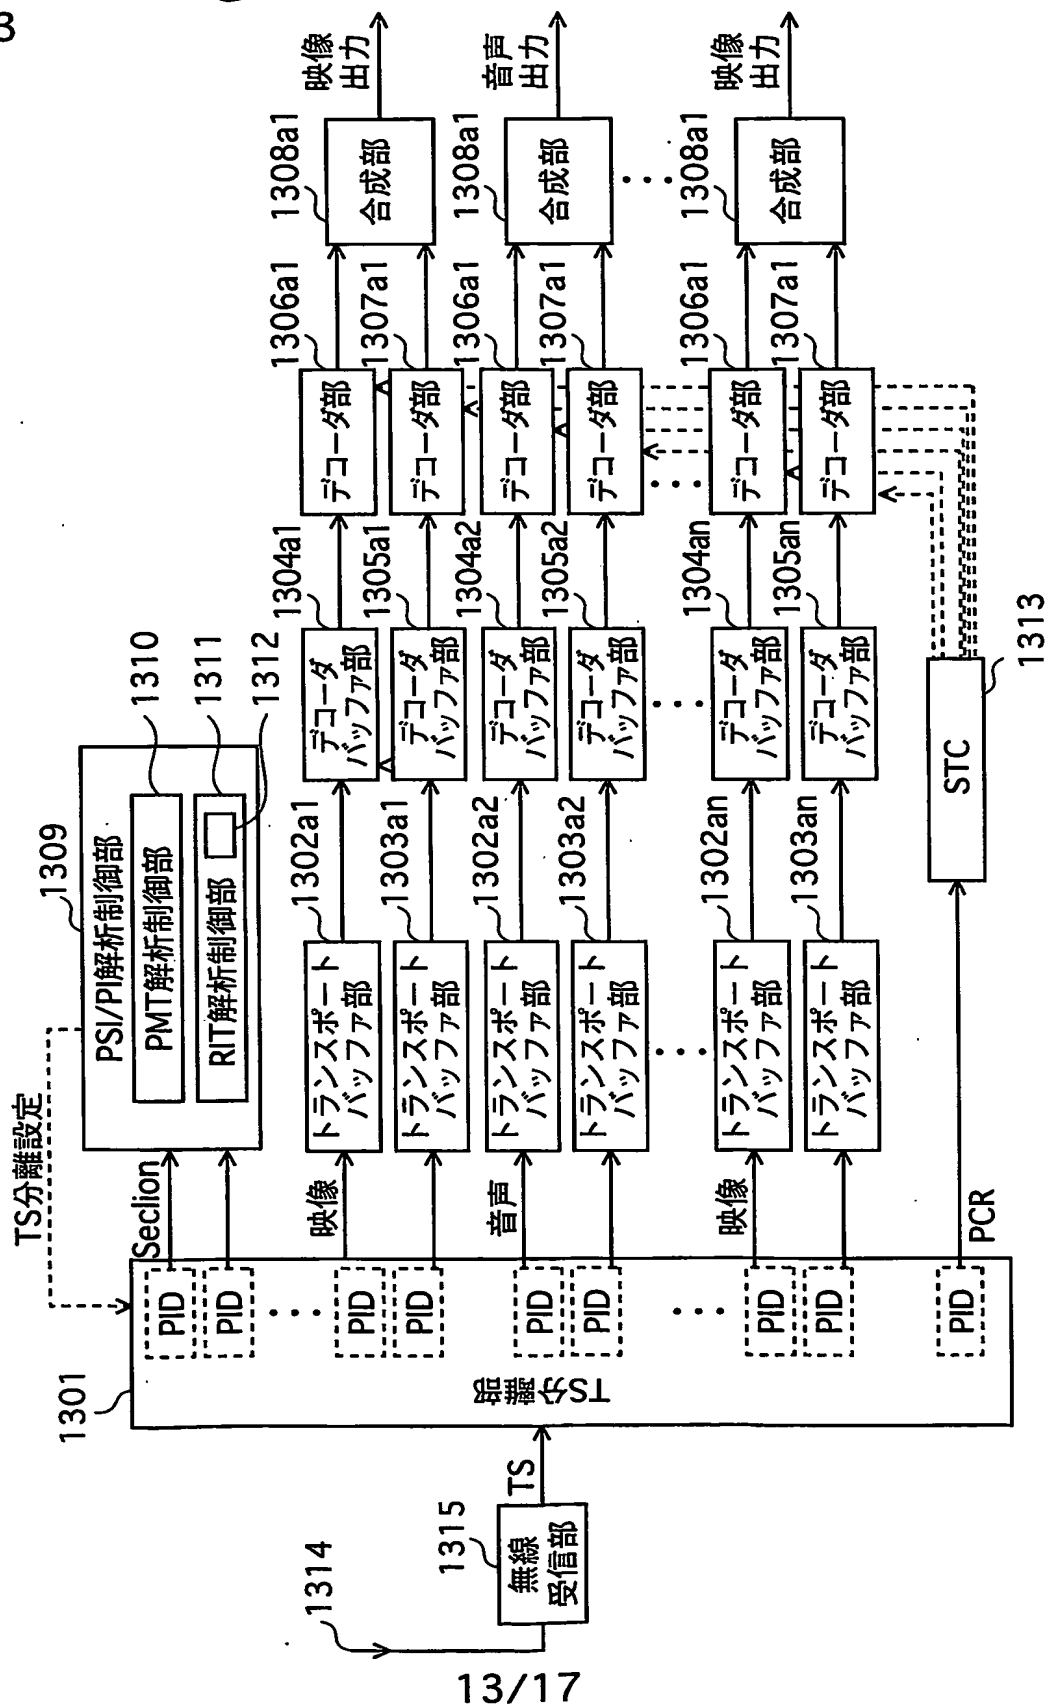 3
1314
1315
無線
受信部
TS
1301
TS分離部
TS分離設定
PID
PID
PID
PID
PID
PID
PID
PID
PID
Seclion
映像
音声
映像
PCR
1309
PSI/PI解析制御部
PMT解析制御部
RIT解析制御部
1310
1311
1312
トランスポート
バッファ部
1302a1
トランスポート
バッファ部
1303a1
トランスポート
バッファ部
1302a2
トランスポート
バッファ部
1303a2
トランスポート
バッファ部
1302an
トランスポート
バッファ部
1303an
デコーダ
バッファ部
1304a1
デコーダ
バッファ部
1305a1
デコーダ
バッファ部
1304a2
デコーダ
バッファ部
1305a2
デコーダ
バッファ部
1304an
デコーダ
バッファ部
1305an
STC
1313
デコーダ部
1306a1
デコーダ部
1307a1
デコーダ部
1306a1
デコーダ部
1307a1
デコーダ部
1306a1
デコーダ部
1307a1
合成部
1308a1
合成部
1308a1
合成部
1308a1
映像
出力
音声
出力
映像
出力
13/17